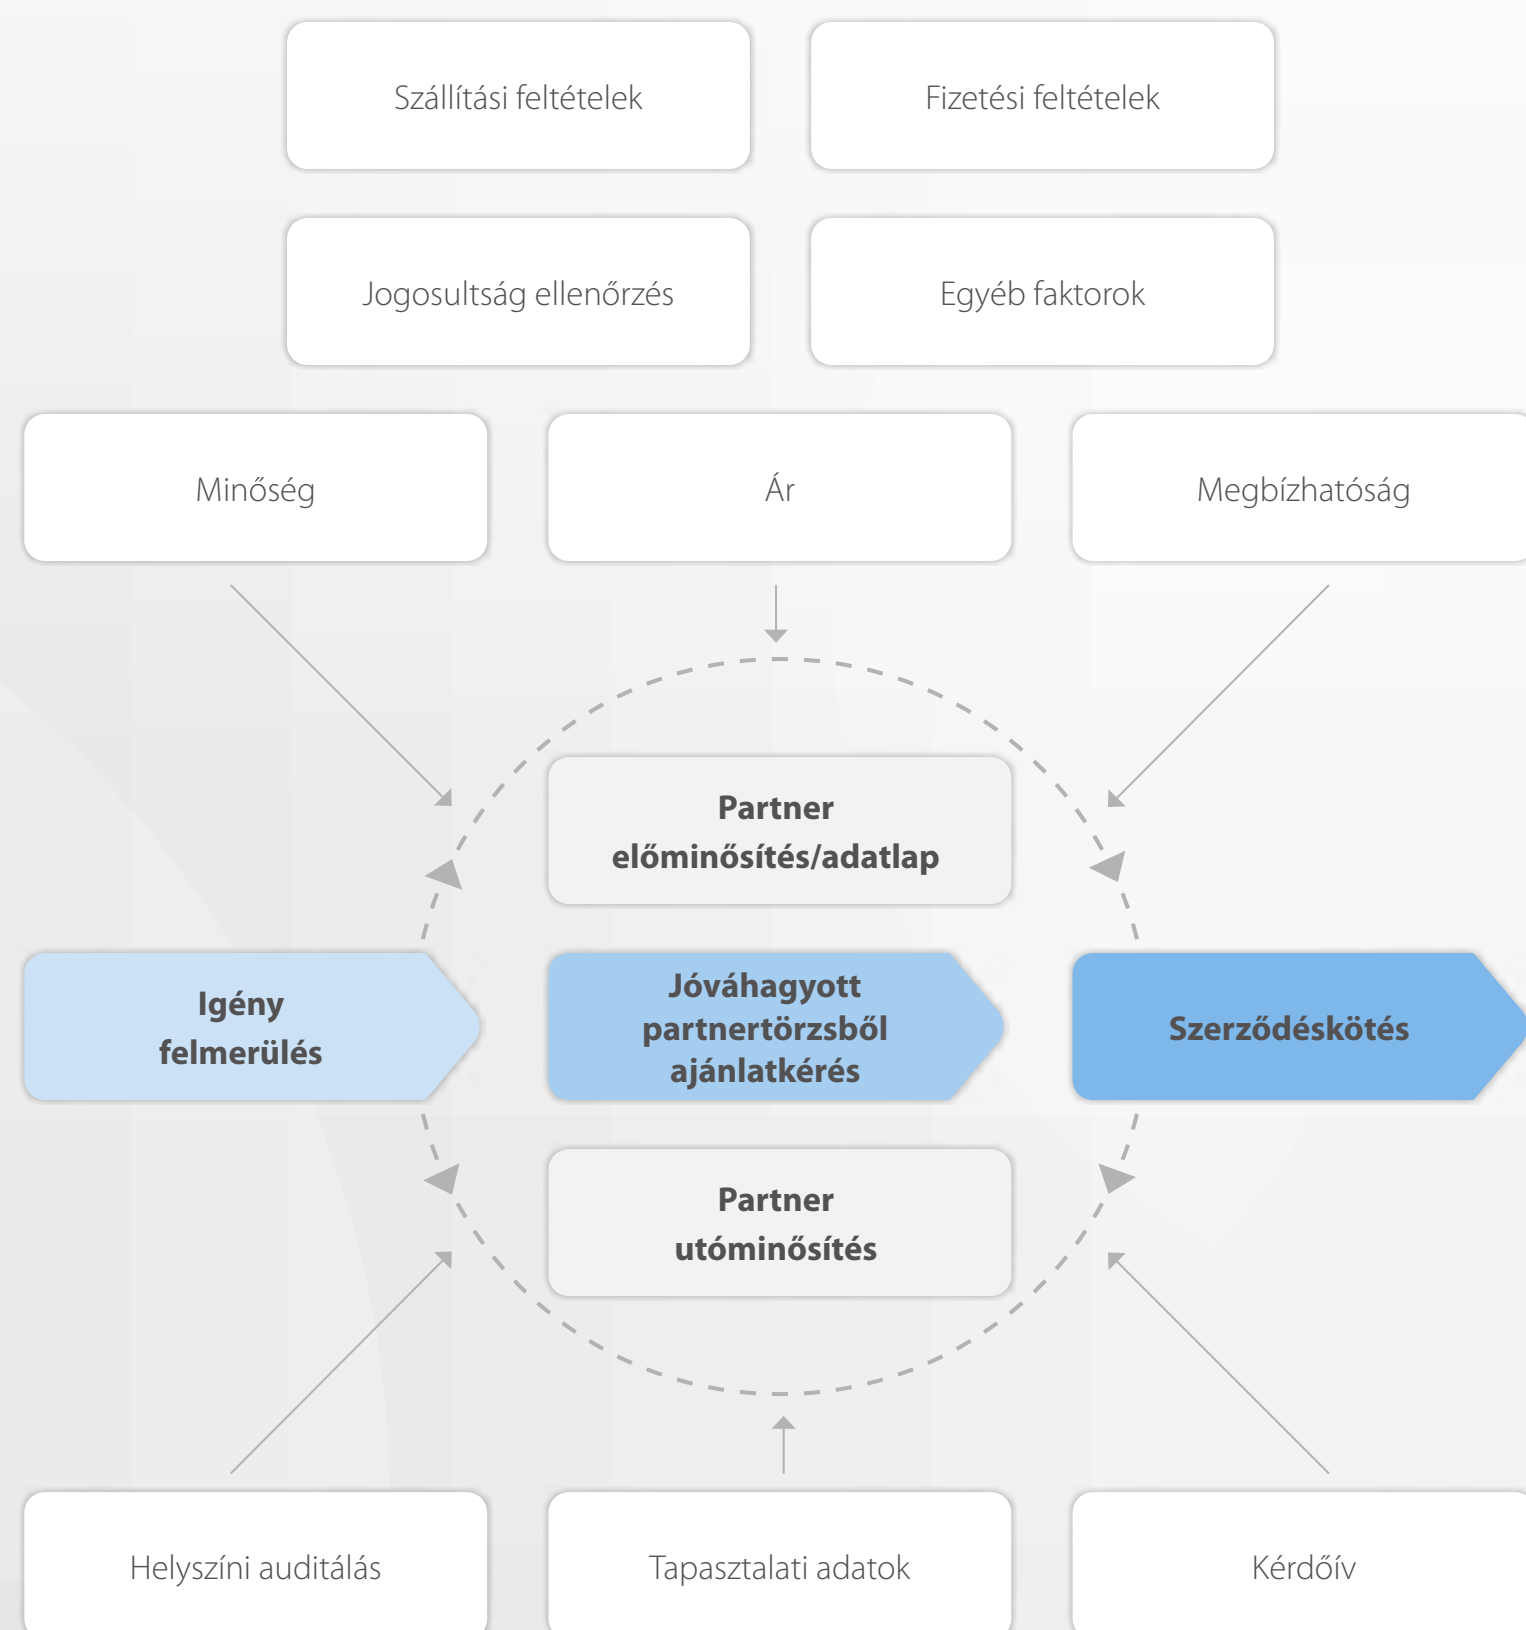 Szállítási feltételek
Fizetési feltételek
Jogosultság ellenőrzés
Egyéb faktorok
Minőség
Ár
Megbízhatóság
Partner
előminősítés/adatlap
Igény
felmerülés
Jóváhagyott
partnertörzsből
ajánlatkérés
Szerződéskötés
Partner
utóminősítés
Helyszíni auditálás
Tapasztalati adatok
Kérdőív